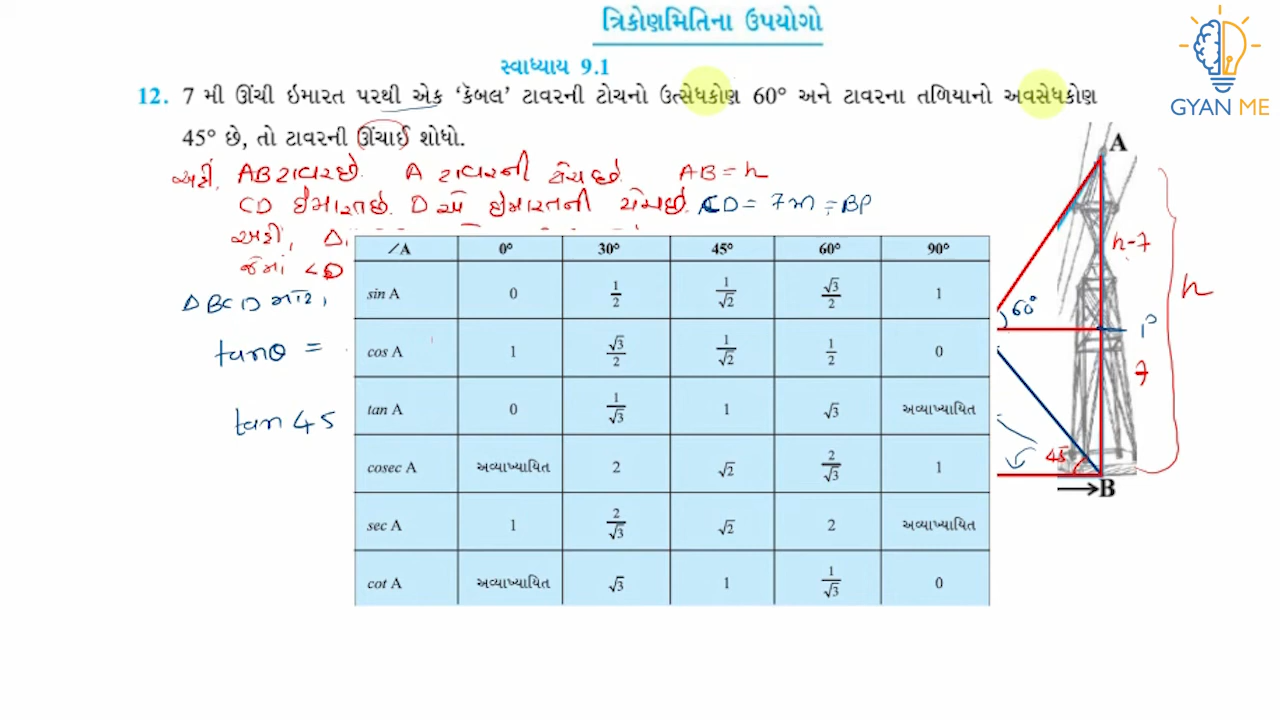 ત્રિકોણમિતિના ઉપયોગો
સ્વાધ્યાય 9.1
GYAN ME
12. 7 મી ઊંચી ઇમારત પરથી એક ‘કૅબલ’ ટાવરની ટોચનો ઉત્સેધકોણ 60° અને ટાવરના તળિયાનો અવસેધકોણ
45° છે, તો ટાવરની ઊંચાઈ શોધો.
અહીં, AB ટાવર છે. A ટાવરની ટોચ છે. AB = h
CD ઈમારત છે. D એ ઈમારતની ટોચ છે. CD = 7મી = BP
અહીં, Δ
જેમાં ∠D
ΔBCD માટે,
tanθ =
tan 45
∠A 0° 30° 45° 60° 90°
sin A 0 1/2 1/√2 √3/2 1
cos A 1 √3/2 1/√2 1/2 0
tan A 0 1/√3 1 √3 અવ્યાખ્યાયિત
cosec A અવ્યાખ્યાયિત 2 √2 2/√3 1
sec A 1 2/√3 √2 2 અવ્યાખ્યાયિત
cot A અવ્યાખ્યાયિત √3 1 1/√3 0
A
h-7
h
60°
P
7
45
B